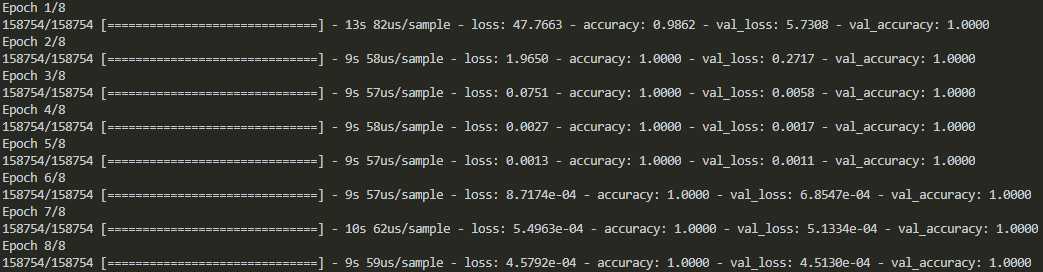 Epoch 1/8
158754/158754 [==============================] - 13s 82us/sample - loss: 47.7663 - accuracy: 0.9862 - val_loss: 5.7308 - val_accuracy: 1.0000
Epoch 2/8
158754/158754 [==============================] - 9s 58us/sample - loss: 1.9650 - accuracy: 1.0000 - val_loss: 0.2717 - val_accuracy: 1.0000
Epoch 3/8
158754/158754 [==============================] - 9s 57us/sample - loss: 0.0751 - accuracy: 1.0000 - val_loss: 0.0058 - val_accuracy: 1.0000
Epoch 4/8
158754/158754 [==============================] - 9s 58us/sample - loss: 0.0027 - accuracy: 1.0000 - val_loss: 0.0017 - val_accuracy: 1.0000
Epoch 5/8
158754/158754 [==============================] - 9s 57us/sample - loss: 0.0013 - accuracy: 1.0000 - val_loss: 0.0011 - val_accuracy: 1.0000
Epoch 6/8
158754/158754 [==============================] - 9s 57us/sample - loss: 8.7174e-04 - accuracy: 1.0000 - val_loss: 6.8547e-04 - val_accuracy: 1.0000
Epoch 7/8
158754/158754 [==============================] - 10s 62us/sample - loss: 5.4963e-04 - accuracy: 1.0000 - val_loss: 5.1334e-04 - val_accuracy: 1.0000
Epoch 8/8
158754/158754 [==============================] - 9s 59us/sample - loss: 4.5792e-04 - accuracy: 1.0000 - val_loss: 4.5130e-04 - val_accuracy: 1.0000